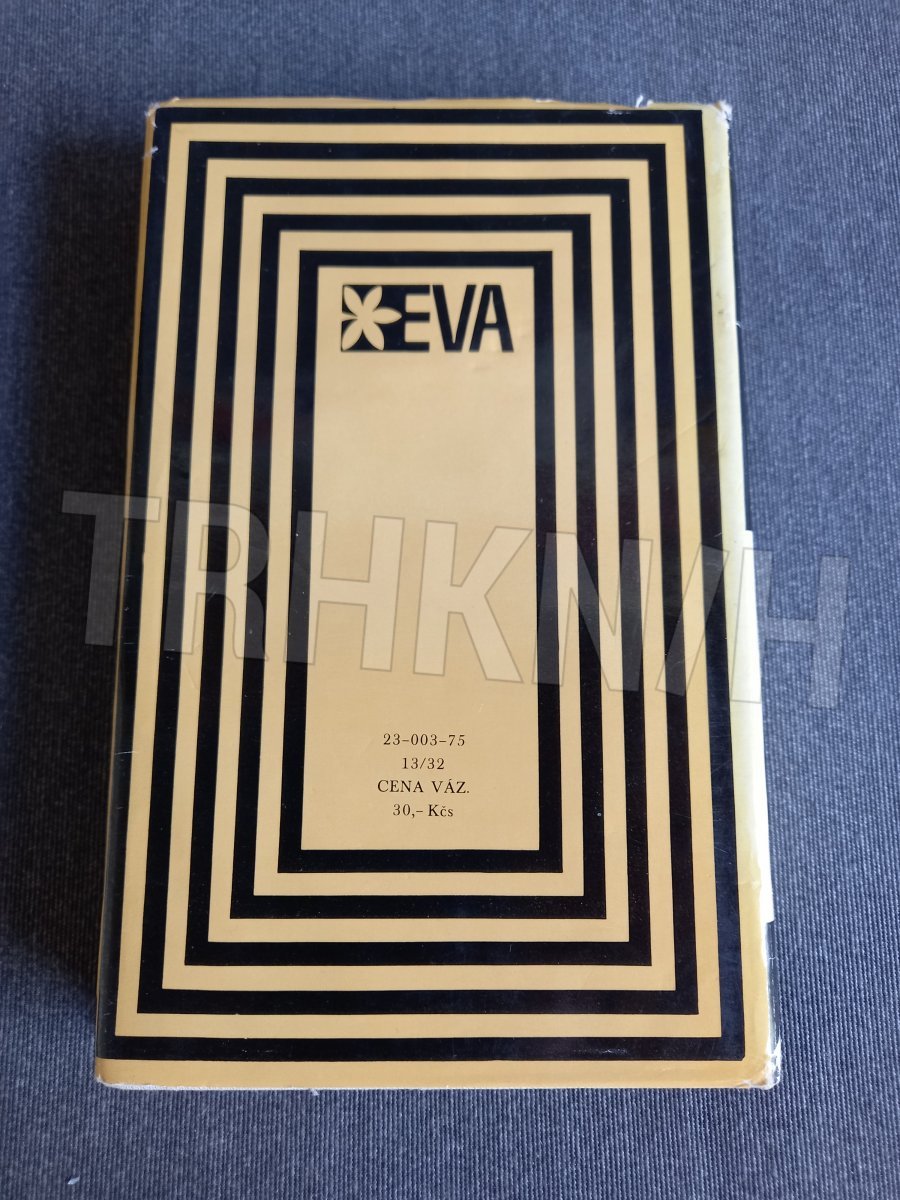 EVA
TRHKNIH
23-003-75
13/32
CENA VÁZ.
30,- Kčs